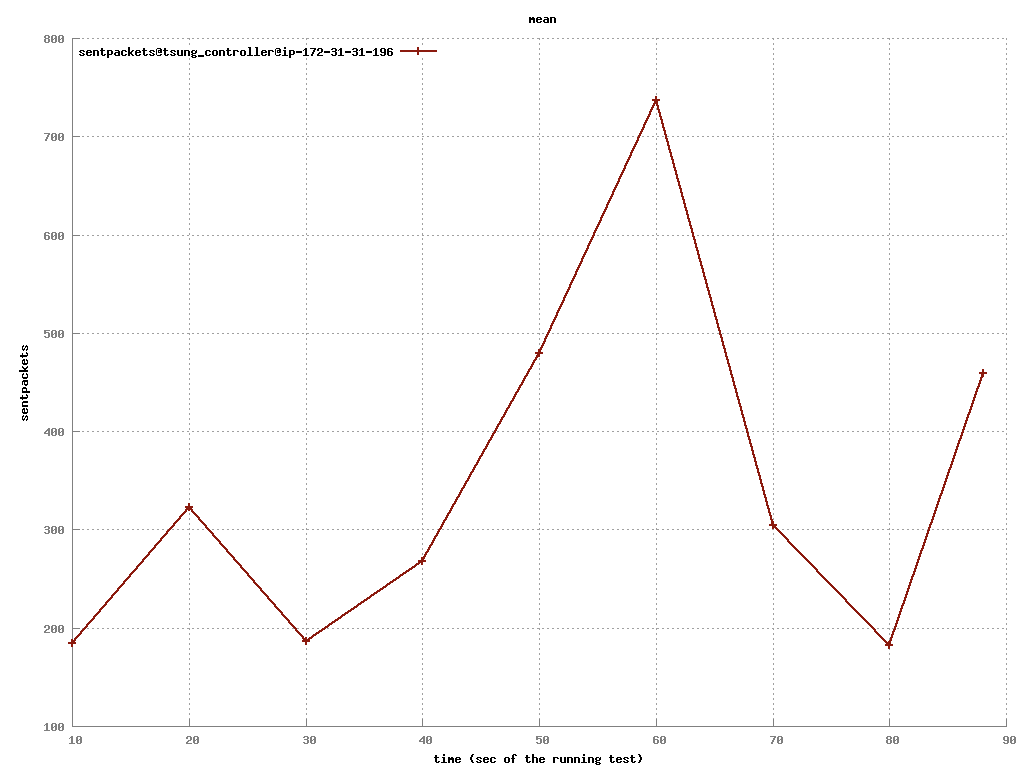 mean
sentpackets@tsung_controller@ip-172-31-31-196
800
700
600
500
400
300
200
100
sentpackets
10 20 30 40 50 60 70 80 90
time (sec of the running test)